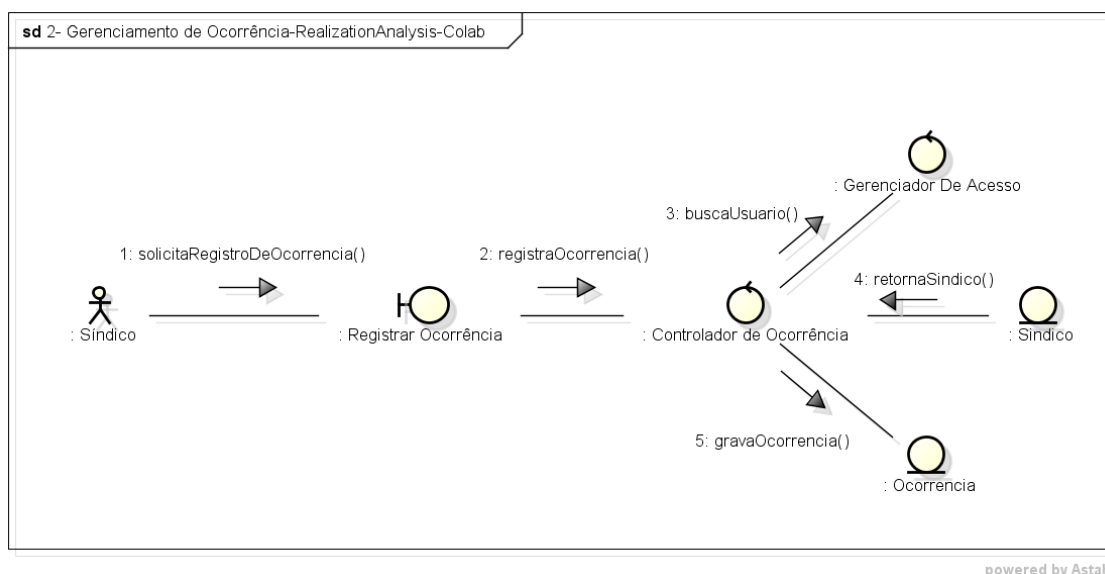 sd 2- Gerenciamento de Ocorrência-RealizationAnalysis-Colab
: Gerenciador De Acesso
3: buscaUsuario()
1: solicitaRegistroDeOcorrencia()
2: registraOcorrencia()
4: retornaSindico()
: Síndico
: Registrar Ocorrência
: Controlador de Ocorrência
: Sindico
5: gravaOcorrencia()
: Ocorrencia
powered by